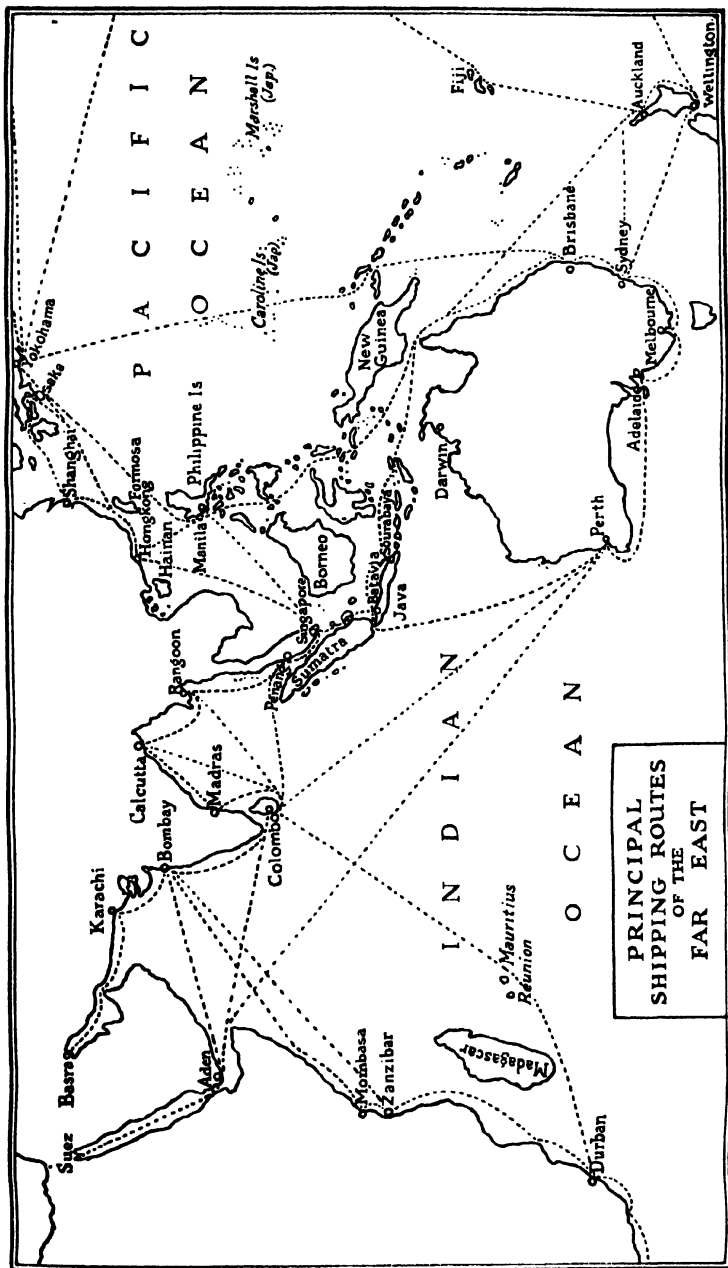 PACIFIC
OCEAN
Marshall Is
(Jap.)
Caroline Is
(Jap)
Fiji
Auckland
Wellington.
Yokohama
Osaka
Shanghai
Formosa
Hongkong
Hainan
Manila
Philippine Is
New
Guinea
Brisbane
Sydney
Melbourne
Adelaide
Darwin
Perth
Borneo
Sourabaya
Batavia
Java
Singapore
Sumatra
Penang
Rangoon
Calcutta
Madras
Colombo
Bombay
Karachi
Basra
Suez
Aden
INDIAN
OCEAN
Mauritius
Réunion
Mombasa
Zanzibar
Madagascar
Durban
PRINCIPAL
SHIPPING ROUTES
OF THE
FAR EAST